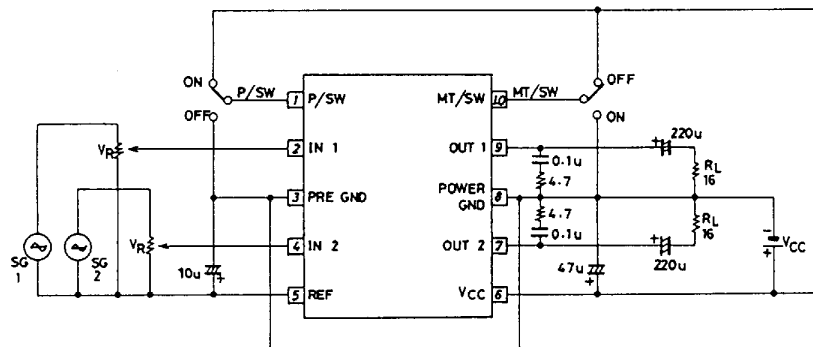 ON
OFF
P/SW
1
P/SW
MT/SW
10
MT/SW
OFF
ON
VR
2
IN 1
OUT 1
9
+
220u
0.1u
4.7
RL
16
3
PRE GND
POWER
GND
8
4.7
0.1u
RL
16
VR
4
IN 2
OUT 2
7
+
220u
-
+
VCC
SG
1
SG
2
10u
+
5
REF
VCC
6
47u
+